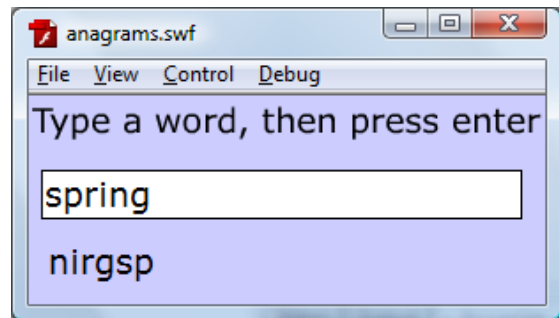 anagrams.swf
File View Control Debug
Type a word, then press enter
spring
nirgsp